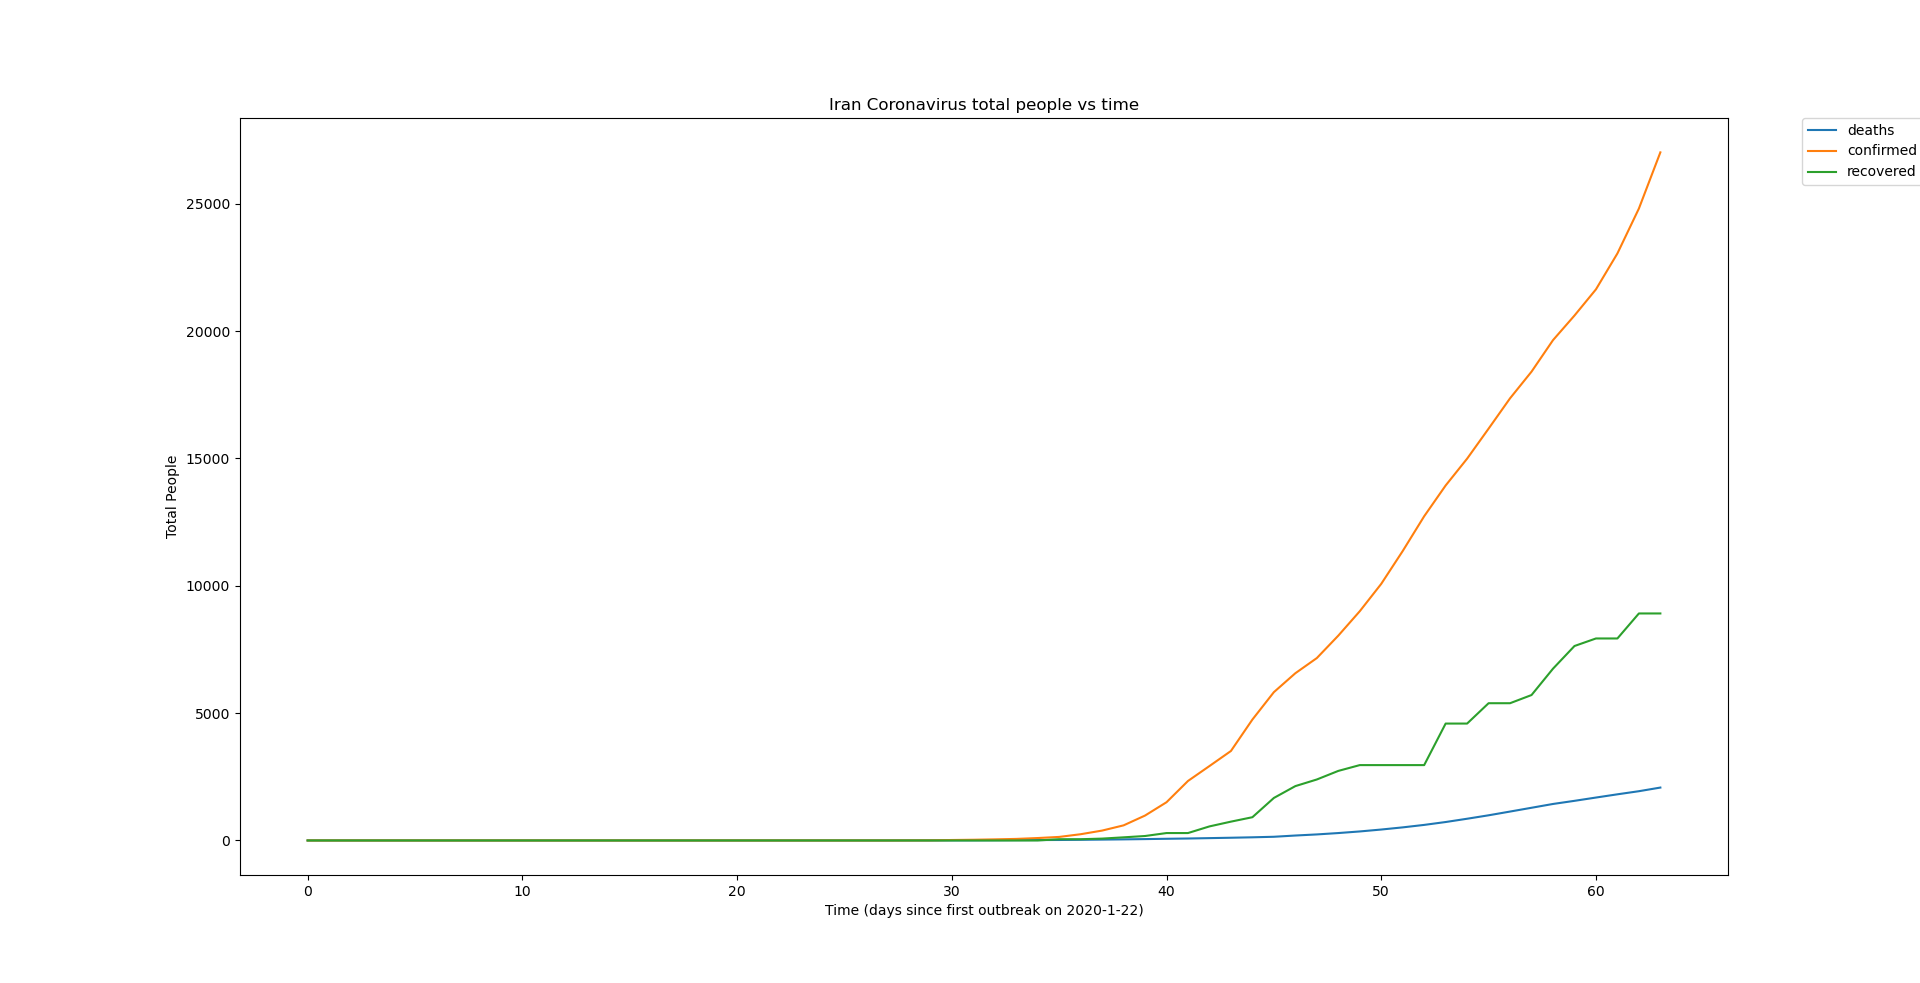 Iran Coronavirus total people vs time
deaths
confirmed
recovered
25000
20000
15000
10000
5000
0
Total People
0 10 20 30 40 50 60
Time (days since first outbreak on 2020-1-22)